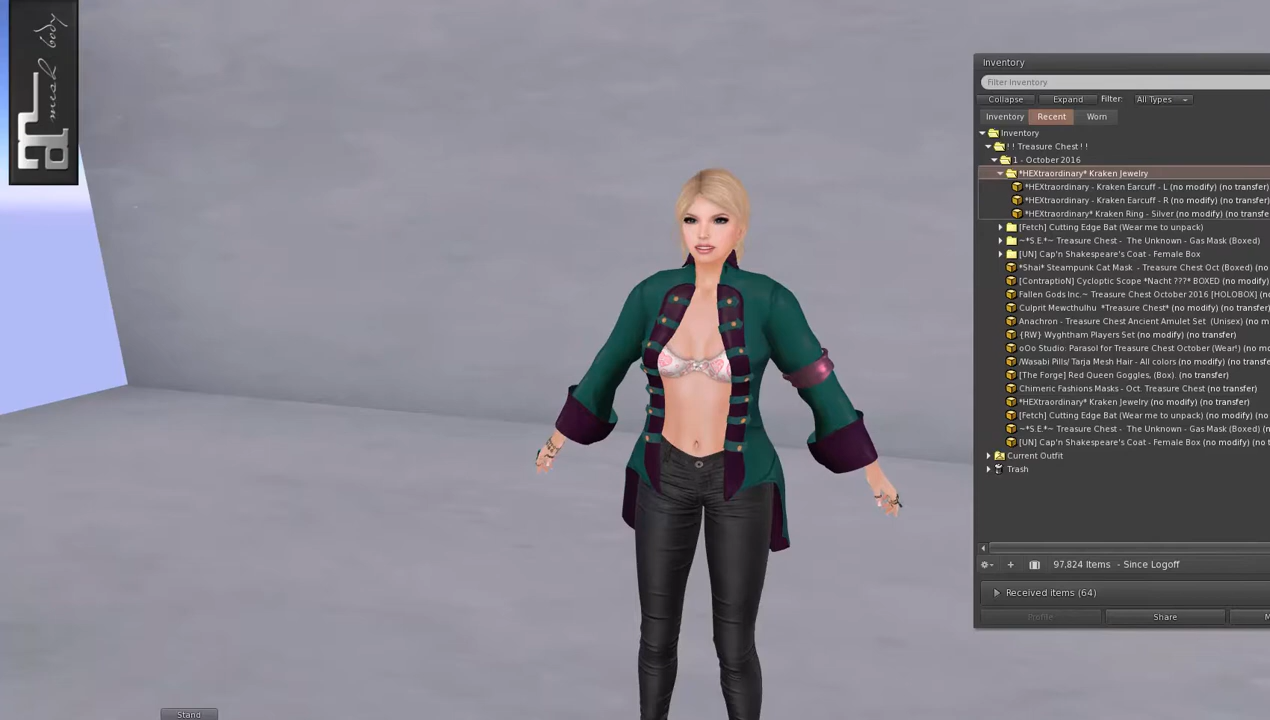 mesh body
Inventory
Filter Inventory
Collapse Expand Filter: All Types
Inventory Recent Worn
Inventory
! ! Treasure Chest ! !
1 - October 2016
*HEXtraordinary* Kraken Jewelry
*HEXtraordinary - Kraken Earcuff - L (no modify) (no transfer)
*HEXtraordinary - Kraken Earcuff - R (no modify) (no transfer)
*HEXtraordinary* Kraken Ring - Silver (no modify) (no transfe
[Fetch] Cutting Edge Bat (Wear me to unpack)
~*S.E.*~ Treasure Chest - The Unknown - Gas Mask (Boxed)
[UN] Cap'n Shakespeare's Coat - Female Box
*Shai* Steampunk Cat Mask - Treasure Chest Oct (Boxed) (no
[ContraptioN] Cycloptic Scope *Nacht ???* BOXED (no modify)
Fallen Gods Inc.~ Treasure Chest October 2016 [HOLOBOX] (no
Culprit Mewcthulhu *Treasure Chest* (no modify) (no transfer)
Anachron - Treasure Chest Ancient Amulet Set (Unisex) (no m
{RW} Wyghtham Players Set (no modify) (no transfer)
oOo Studio: Parasol for Treasure Chest October (Wear!) (no m
/Wasabi Pills/ Tarja Mesh Hair - All colors (no modify) (no tran
[The Forge] Red Queen Goggles, (Box). (no modify) (no transfer)
Chimeric Fashions Masks - Oct. Treasure Chest (no transfer)
*HEXtraordinary* Kraken Jewelry (no modify) (no transfer)
[Fetch] Cutting Edge Bat (Wear me to unpack) (no modify) (no
~*S.E.*~ Treasure Chest - The Unknown - Gas Mask (Boxed) (n
[UN] Cap'n Shakespeare's Coat - Female Box (no modify) (no t
Current Outfit
Trash
97,824 Items - Since Logoff
Received items (64)
Profile Share M
Stand